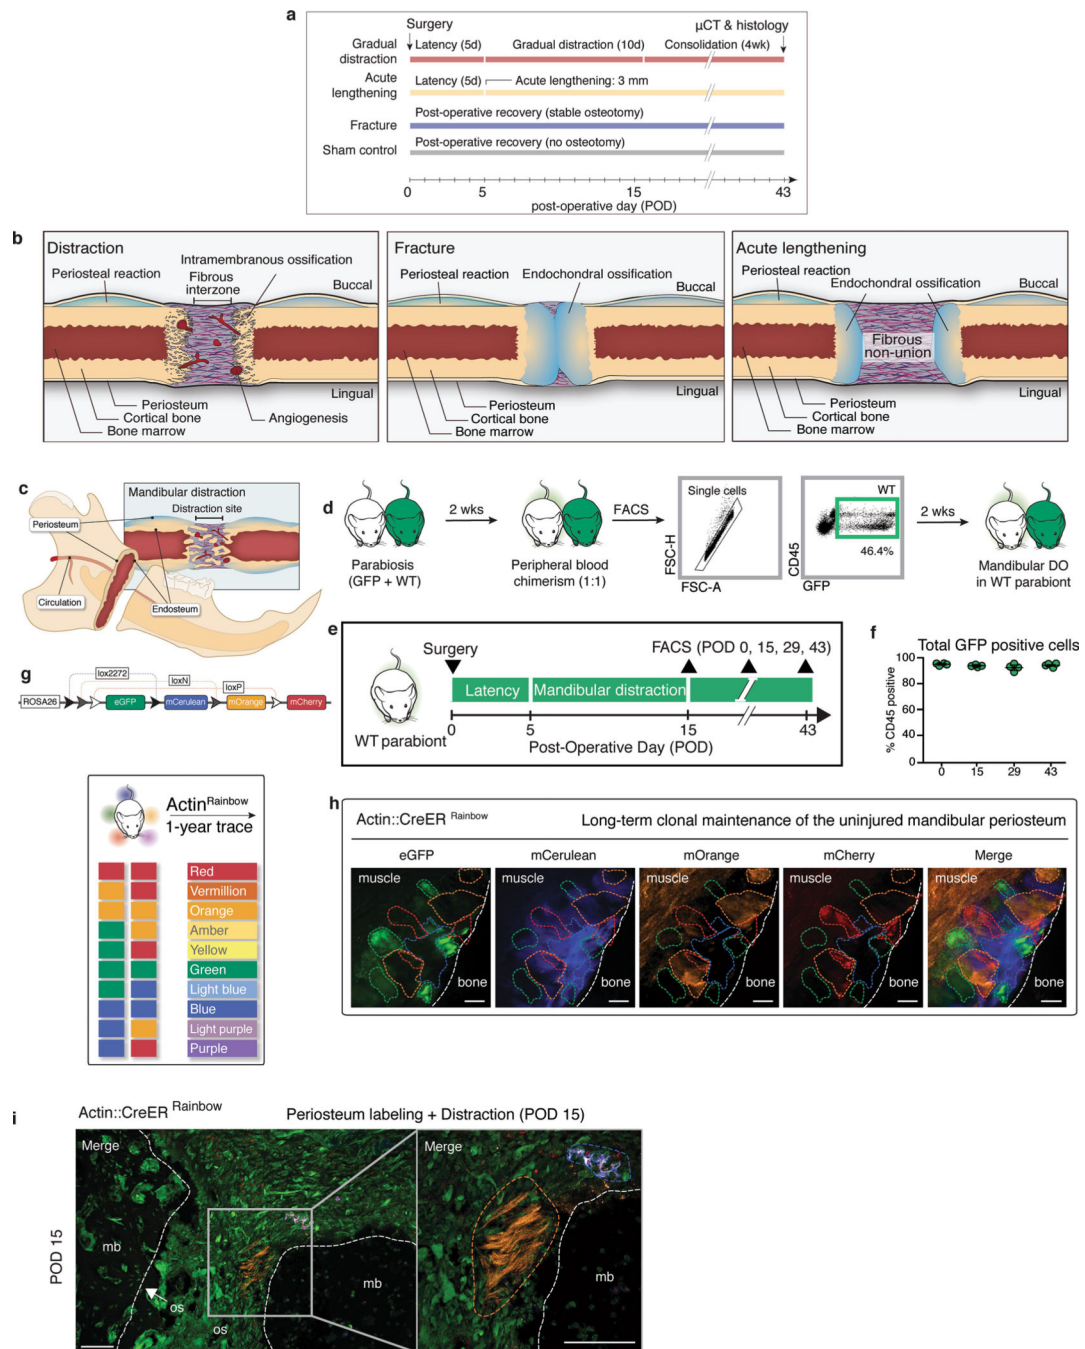 a
Surgery
µCT & histology
Gradual distraction
Latency (5d)
Gradual distraction (10d)
Consolidation (4wk)
Acute lengthening
Latency (5d)
Acute lengthening: 3 mm
Post-operative recovery (stable osteotomy)
Fracture
Post-operative recovery (no osteotomy)
Sham control
0 5 15 43
post-operative day (POD)
b
Distraction
Intramembranous ossification
Periosteal reaction
Fibrous interzone
Buccal
Lingual
Periosteum
Cortical bone
Angiogenesis
Bone marrow
Fracture
Periosteal reaction
Endochondral ossification
Buccal
Lingual
Periosteum
Cortical bone
Bone marrow
Acute lengthening
Periosteal reaction
Endochondral ossification
Buccal
Fibrous non-union
Lingual
Periosteum
Cortical bone
Bone marrow
c
Mandibular distraction
Distraction site
Periosteum
Circulation
Endosteum
d
2 wks
FACS
Single cells
FSC-H
FSC-A
WT
CD45
46.4%
GFP
2 wks
Parabiosis
(GFP + WT)
Peripheral blood
chimerism (1:1)
Mandibular DO
in WT parabiont
e
Surgery
FACS (POD 0, 15, 29, 43)
Latency
Mandibular distraction
0 5 15 43
Post-Operative Day (POD)
WT parabiont
f
Total GFP positive cells
% CD45 positive
100
80
60
40
0
0 15 29 43
g
lox2272
loxN
loxP
ROSA26
eGFP
mCerulean
mOrange
mCherry
Actin Rainbow
1-year trace
Red
Vermillion
Orange
Amber
Yellow
Green
Light blue
Blue
Light purple
Purple
h
Actin::CreER Rainbow
Long-term clonal maintenance of the uninjured mandibular periosteum
eGFP
mCerulean
mOrange
mCherry
Merge
muscle
muscle
muscle
muscle
muscle
bone
bone
bone
bone
bone
i
Actin::CreER Rainbow
Periosteum labeling + Distraction (POD 15)
POD 15
Merge
mb
os
os
mb
Merge
mb